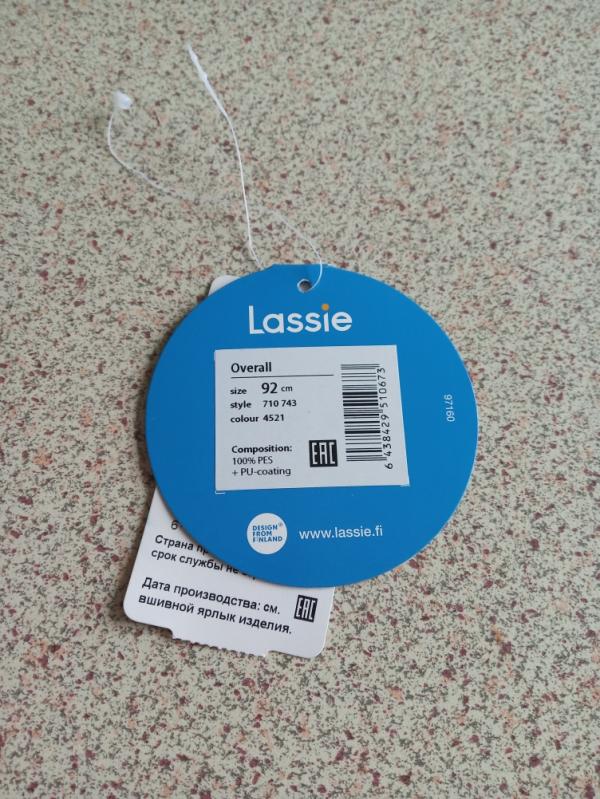 Lassie
Overall
size 92 cm
style 710 743
colour 4521
Composition:
100% PES
+ PU-coating
EAC
6 438429 510673
97160
DESIGN®
FROM
FINLAND
www.lassie.fi
6
Страна
срок службы не
Дата производства: см.
вшивной ярлык изделия.
EAC